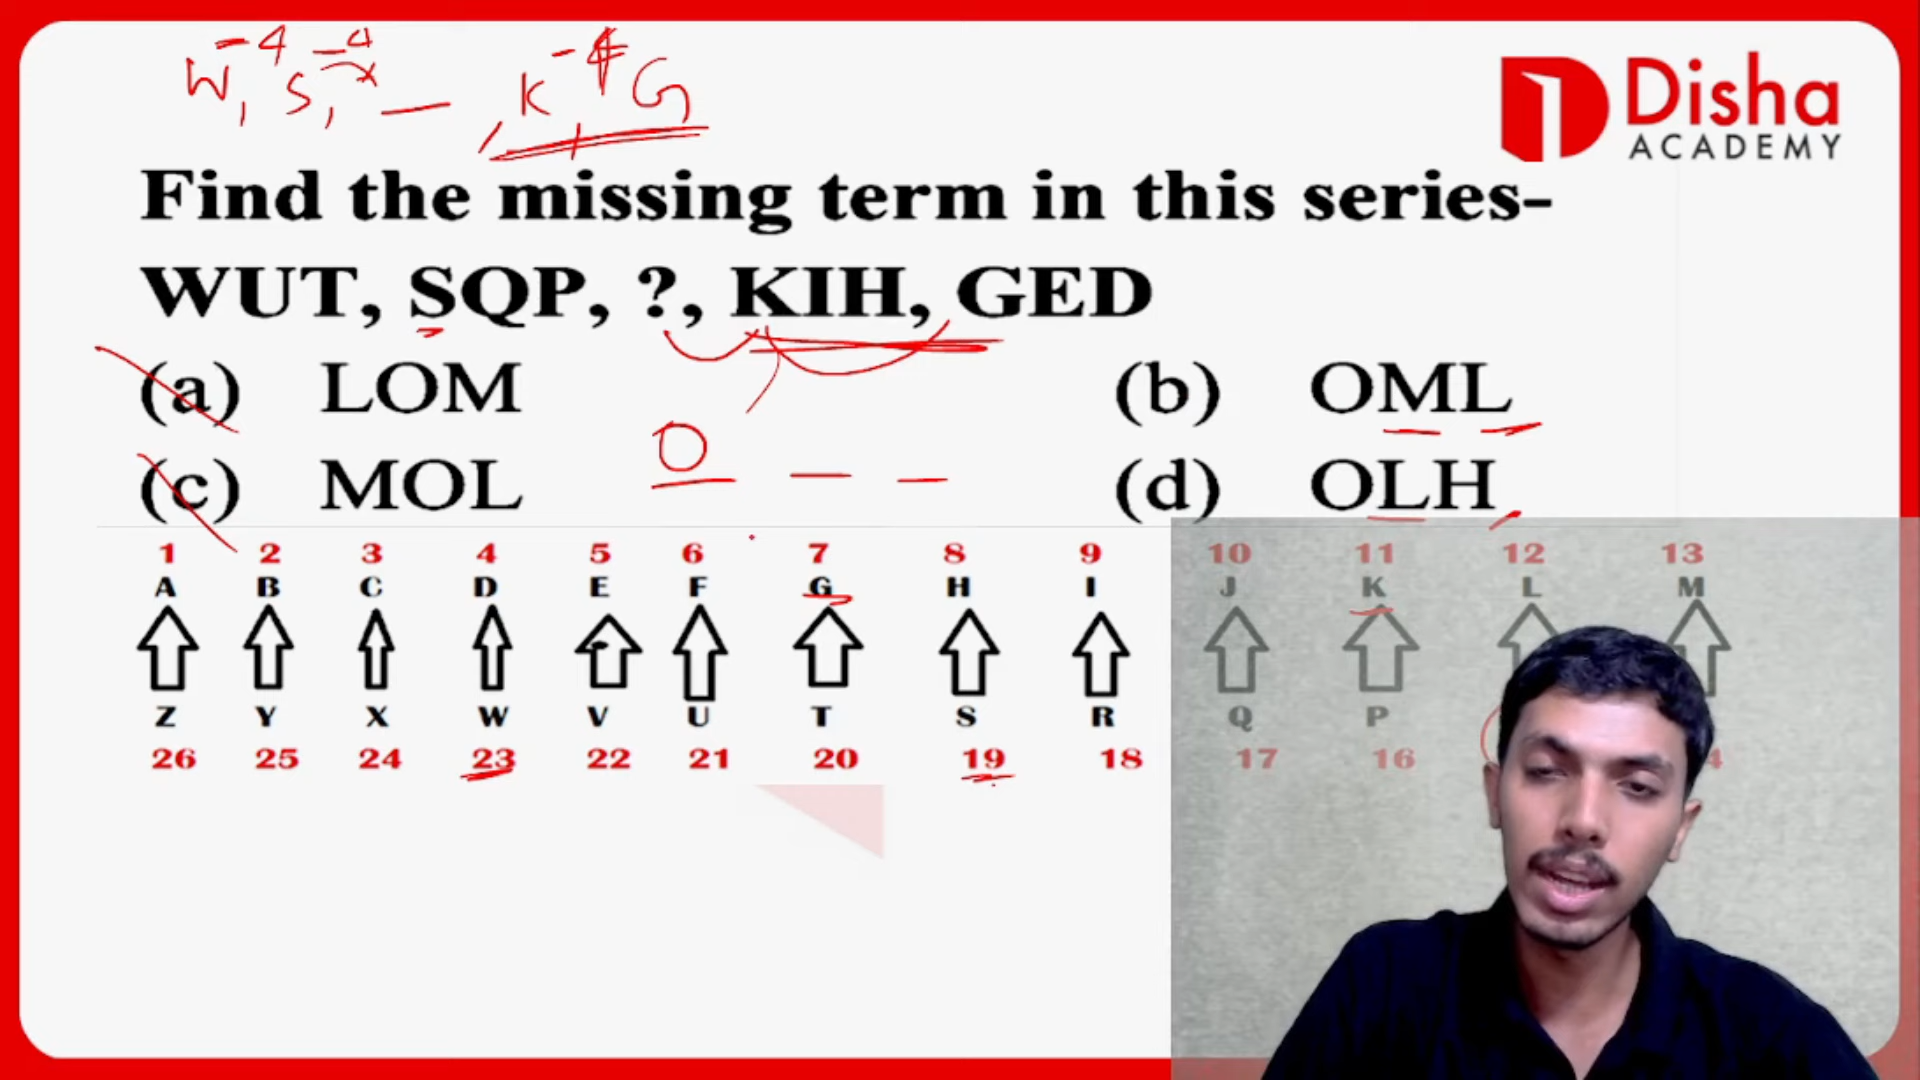 -4 -4 -4
W, S, — , K, G
Disha
ACADEMY
Find the missing term in this series-
WUT, SQP, ?, KIH, GED
(a) LOM (b) OML
O — —
(c) MOL (d) OLH
1 2 3 4 5 6 7 8 9 10 11 12 13
A B C D E F G H I J K L M
Z Y X W V U T S R Q P
26 25 24 23 22 21 20 19 18 17 16 4